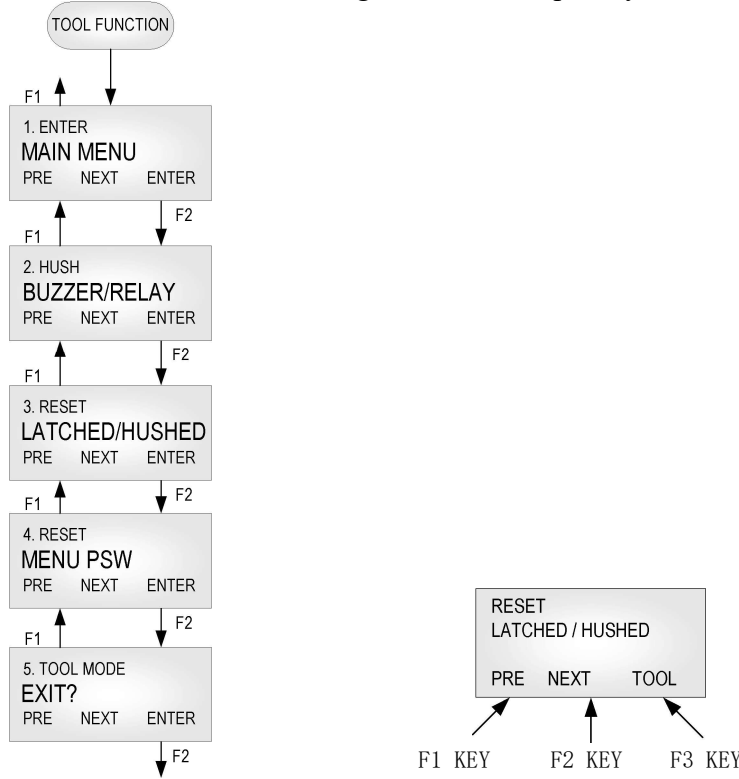 TOOL FUNCTION
F1
1. ENTER
MAIN MENU
PRE NEXT ENTER
F1 F2
2. HUSH
BUZZER/RELAY
PRE NEXT ENTER
F1 F2
3. RESET
LATCHED/HUSHED
PRE NEXT ENTER
F1 F2
4. RESET
MENU PSW
PRE NEXT ENTER
F1 F2
5. TOOL MODE
EXIT?
PRE NEXT ENTER
F2
RESET
LATCHED / HUSHED
PRE NEXT TOOL
F1 KEY F2 KEY F3 KEY